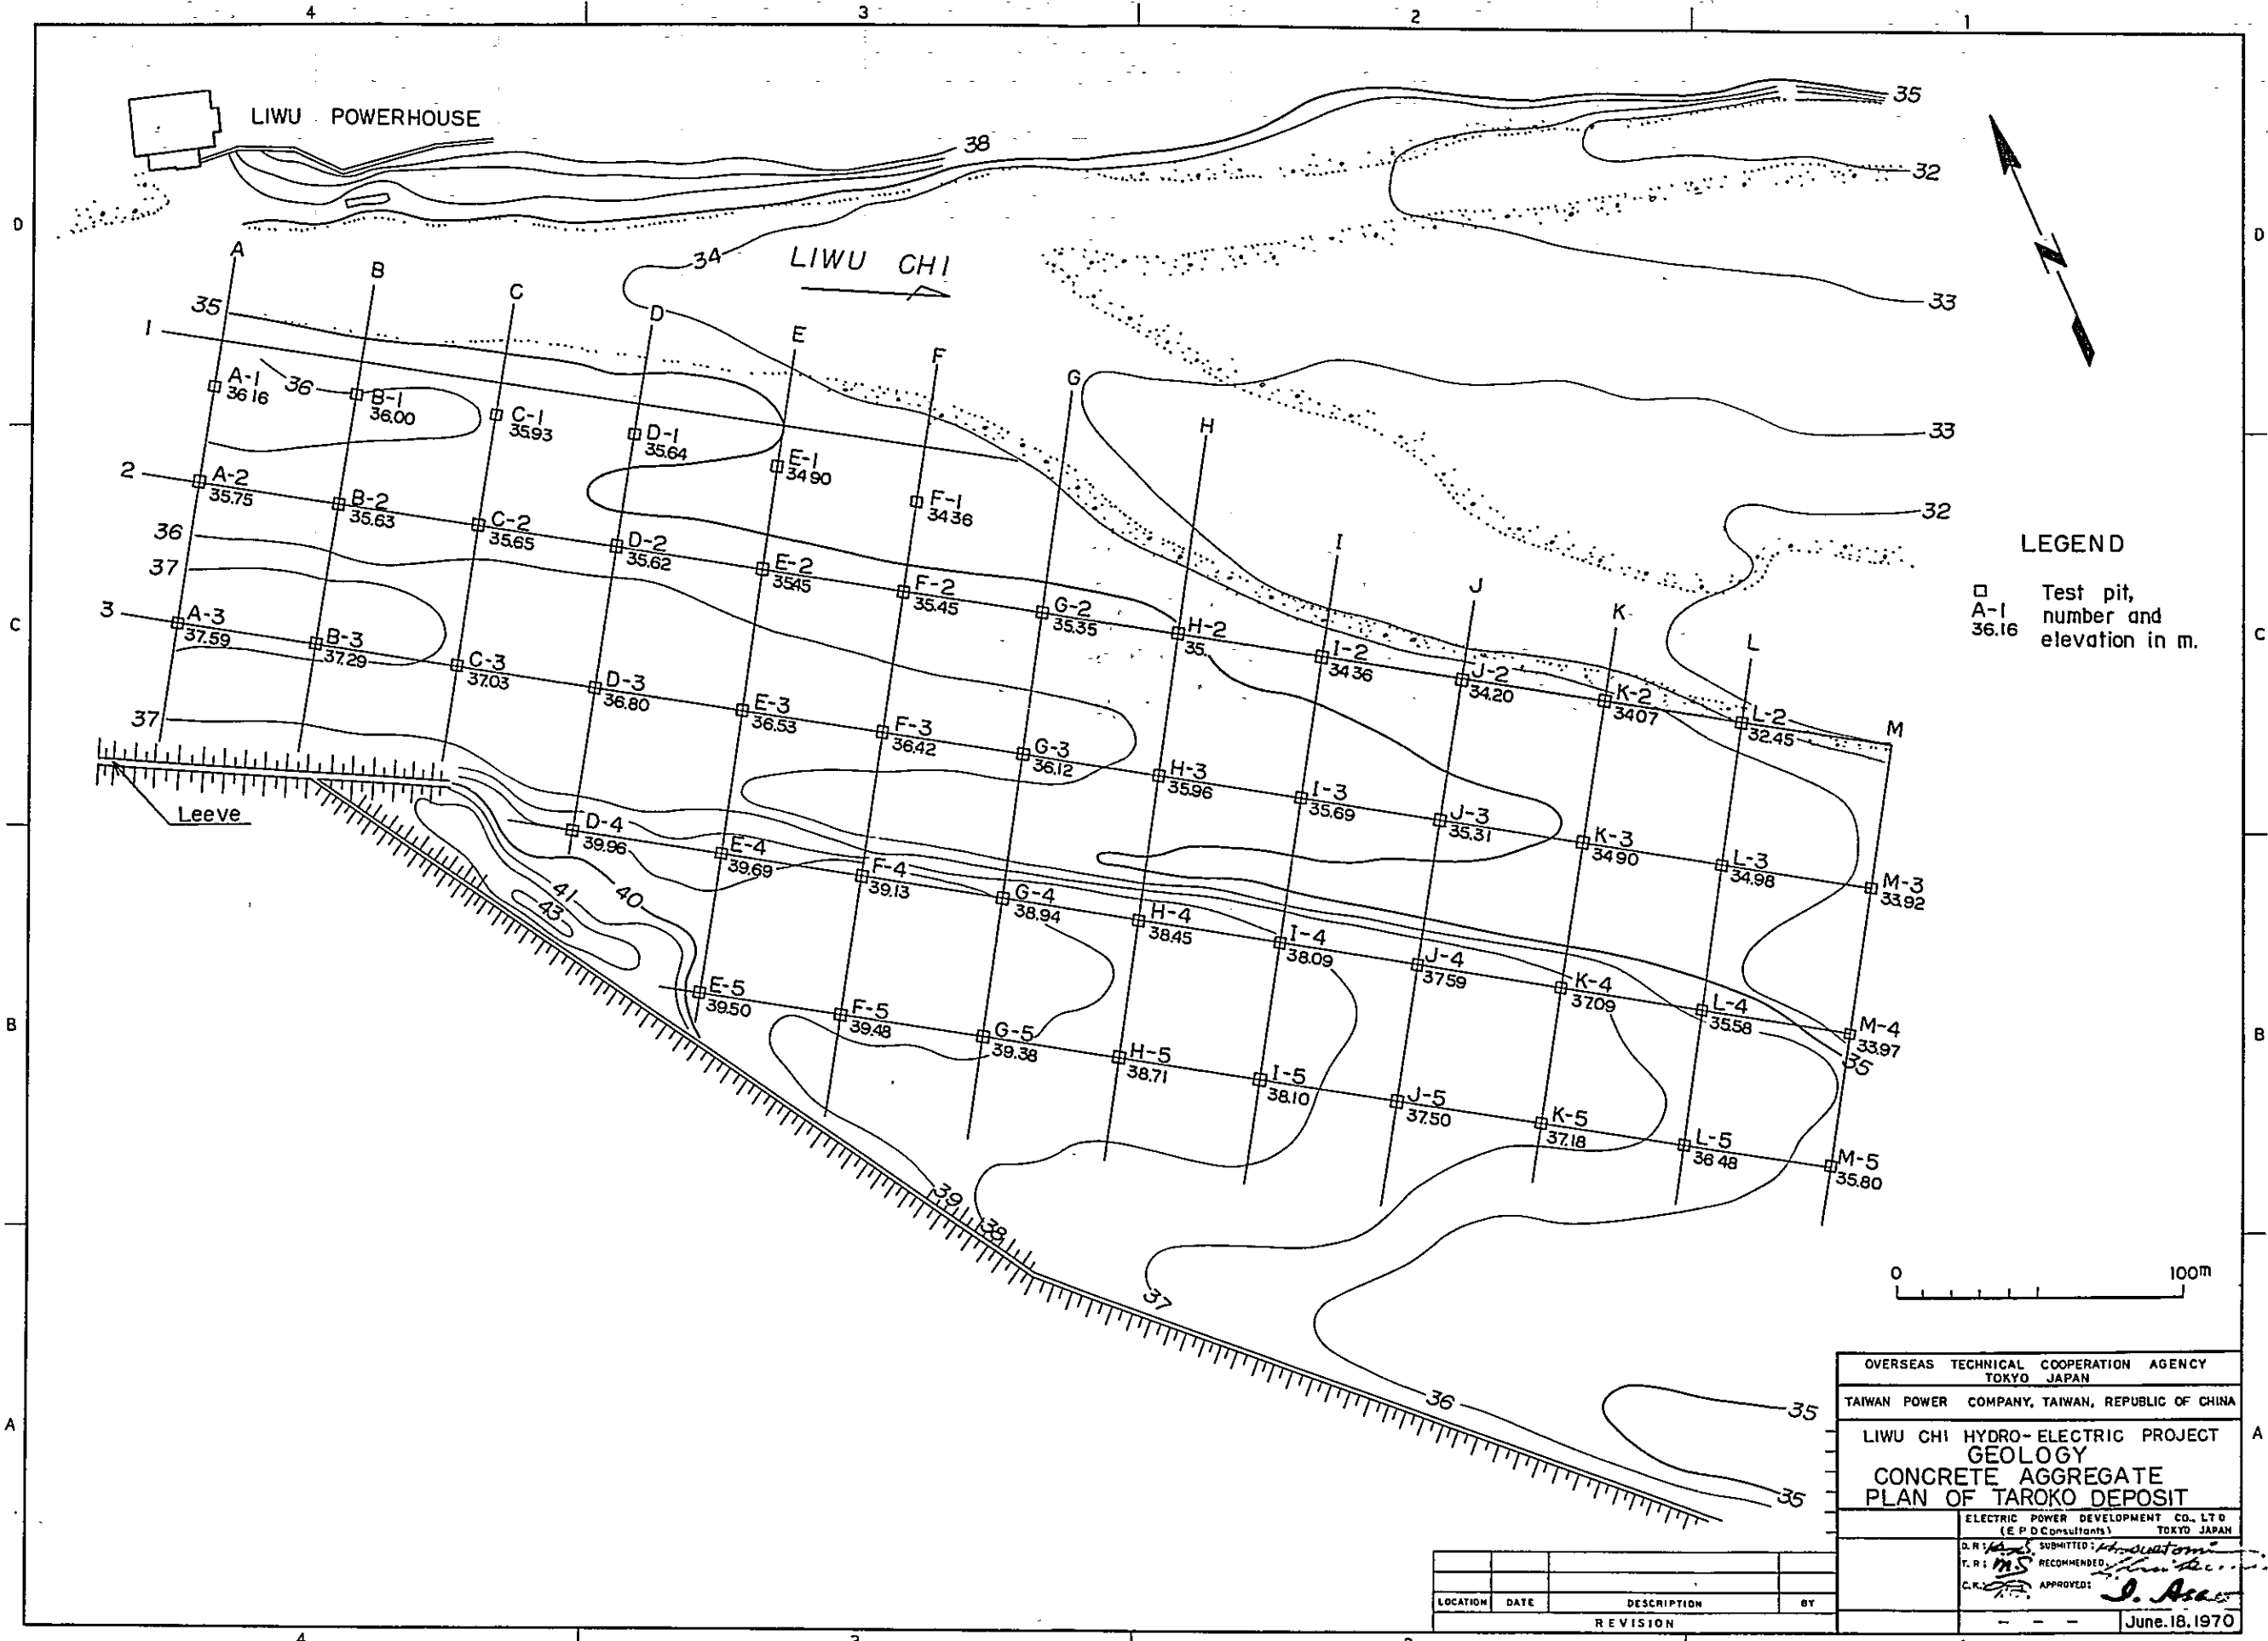 4 3 2 1
LIWU POWERHOUSE
38
35
32
D D
34
LIWU CHI
33
A B C D E F G H I J K L M
35
1
36
A-1
36.16
B-1
36.00
C-1
35.93
D-1
35.64
E-1
34.90
F-1
34.36
33
32
2
A-2
35.75
B-2
35.63
C-2
35.65
D-2
35.62
E-2
35.45
F-2
35.45
G-2
35.35
H-2
35.
I-2
34.36
J-2
34.20
K-2
34.07
L-2
32.45
LEGEND
A-1
36.16
Test pit,
number and
elevation in m.
C C
36
37
3
A-3
37.59
B-3
37.29
C-3
37.03
D-3
36.80
E-3
36.53
F-3
36.42
G-3
36.12
H-3
35.96
I-3
35.69
J-3
35.31
K-3
34.90
L-3
34.98
M-3
33.92
37
Leeve
D-4
39.96
E-4
39.69
F-4
39.13
G-4
38.94
H-4
38.45
I-4
38.09
J-4
37.59
K-4
37.09
L-4
35.58
M-4
33.97
35
41
40
43
B B
E-5
39.50
F-5
39.48
G-5
39.38
H-5
38.71
I-5
38.10
J-5
37.50
K-5
37.18
L-5
36.48
M-5
35.80
39
38
37
36
35
35
0 100m
A A
OVERSEAS TECHNICAL COOPERATION AGENCY
TOKYO JAPAN
TAIWAN POWER COMPANY, TAIWAN, REPUBLIC OF CHINA
LIWU CHI HYDRO-ELECTRIC PROJECT
GEOLOGY
CONCRETE AGGREGATE
PLAN OF TAROKO DEPOSIT
ELECTRIC POWER DEVELOPMENT CO., LTD
(E P D Consultants) TOKYO JAPAN
D.R: SUBMITTED:
T.R: M.S RECOMMENDED:
C.K. APPROVED:
- - - June.18.1970
LOCATION DATE DESCRIPTION BY
REVISION